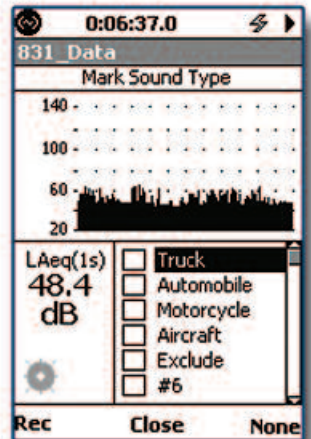 0:06:37.0
831_Data
Mark Sound Type
140
100
60
20
LAeq(1s)
48.4
dB
Truck
Automobile
Motorcycle
Aircraft
Exclude
#6
Rec Close None